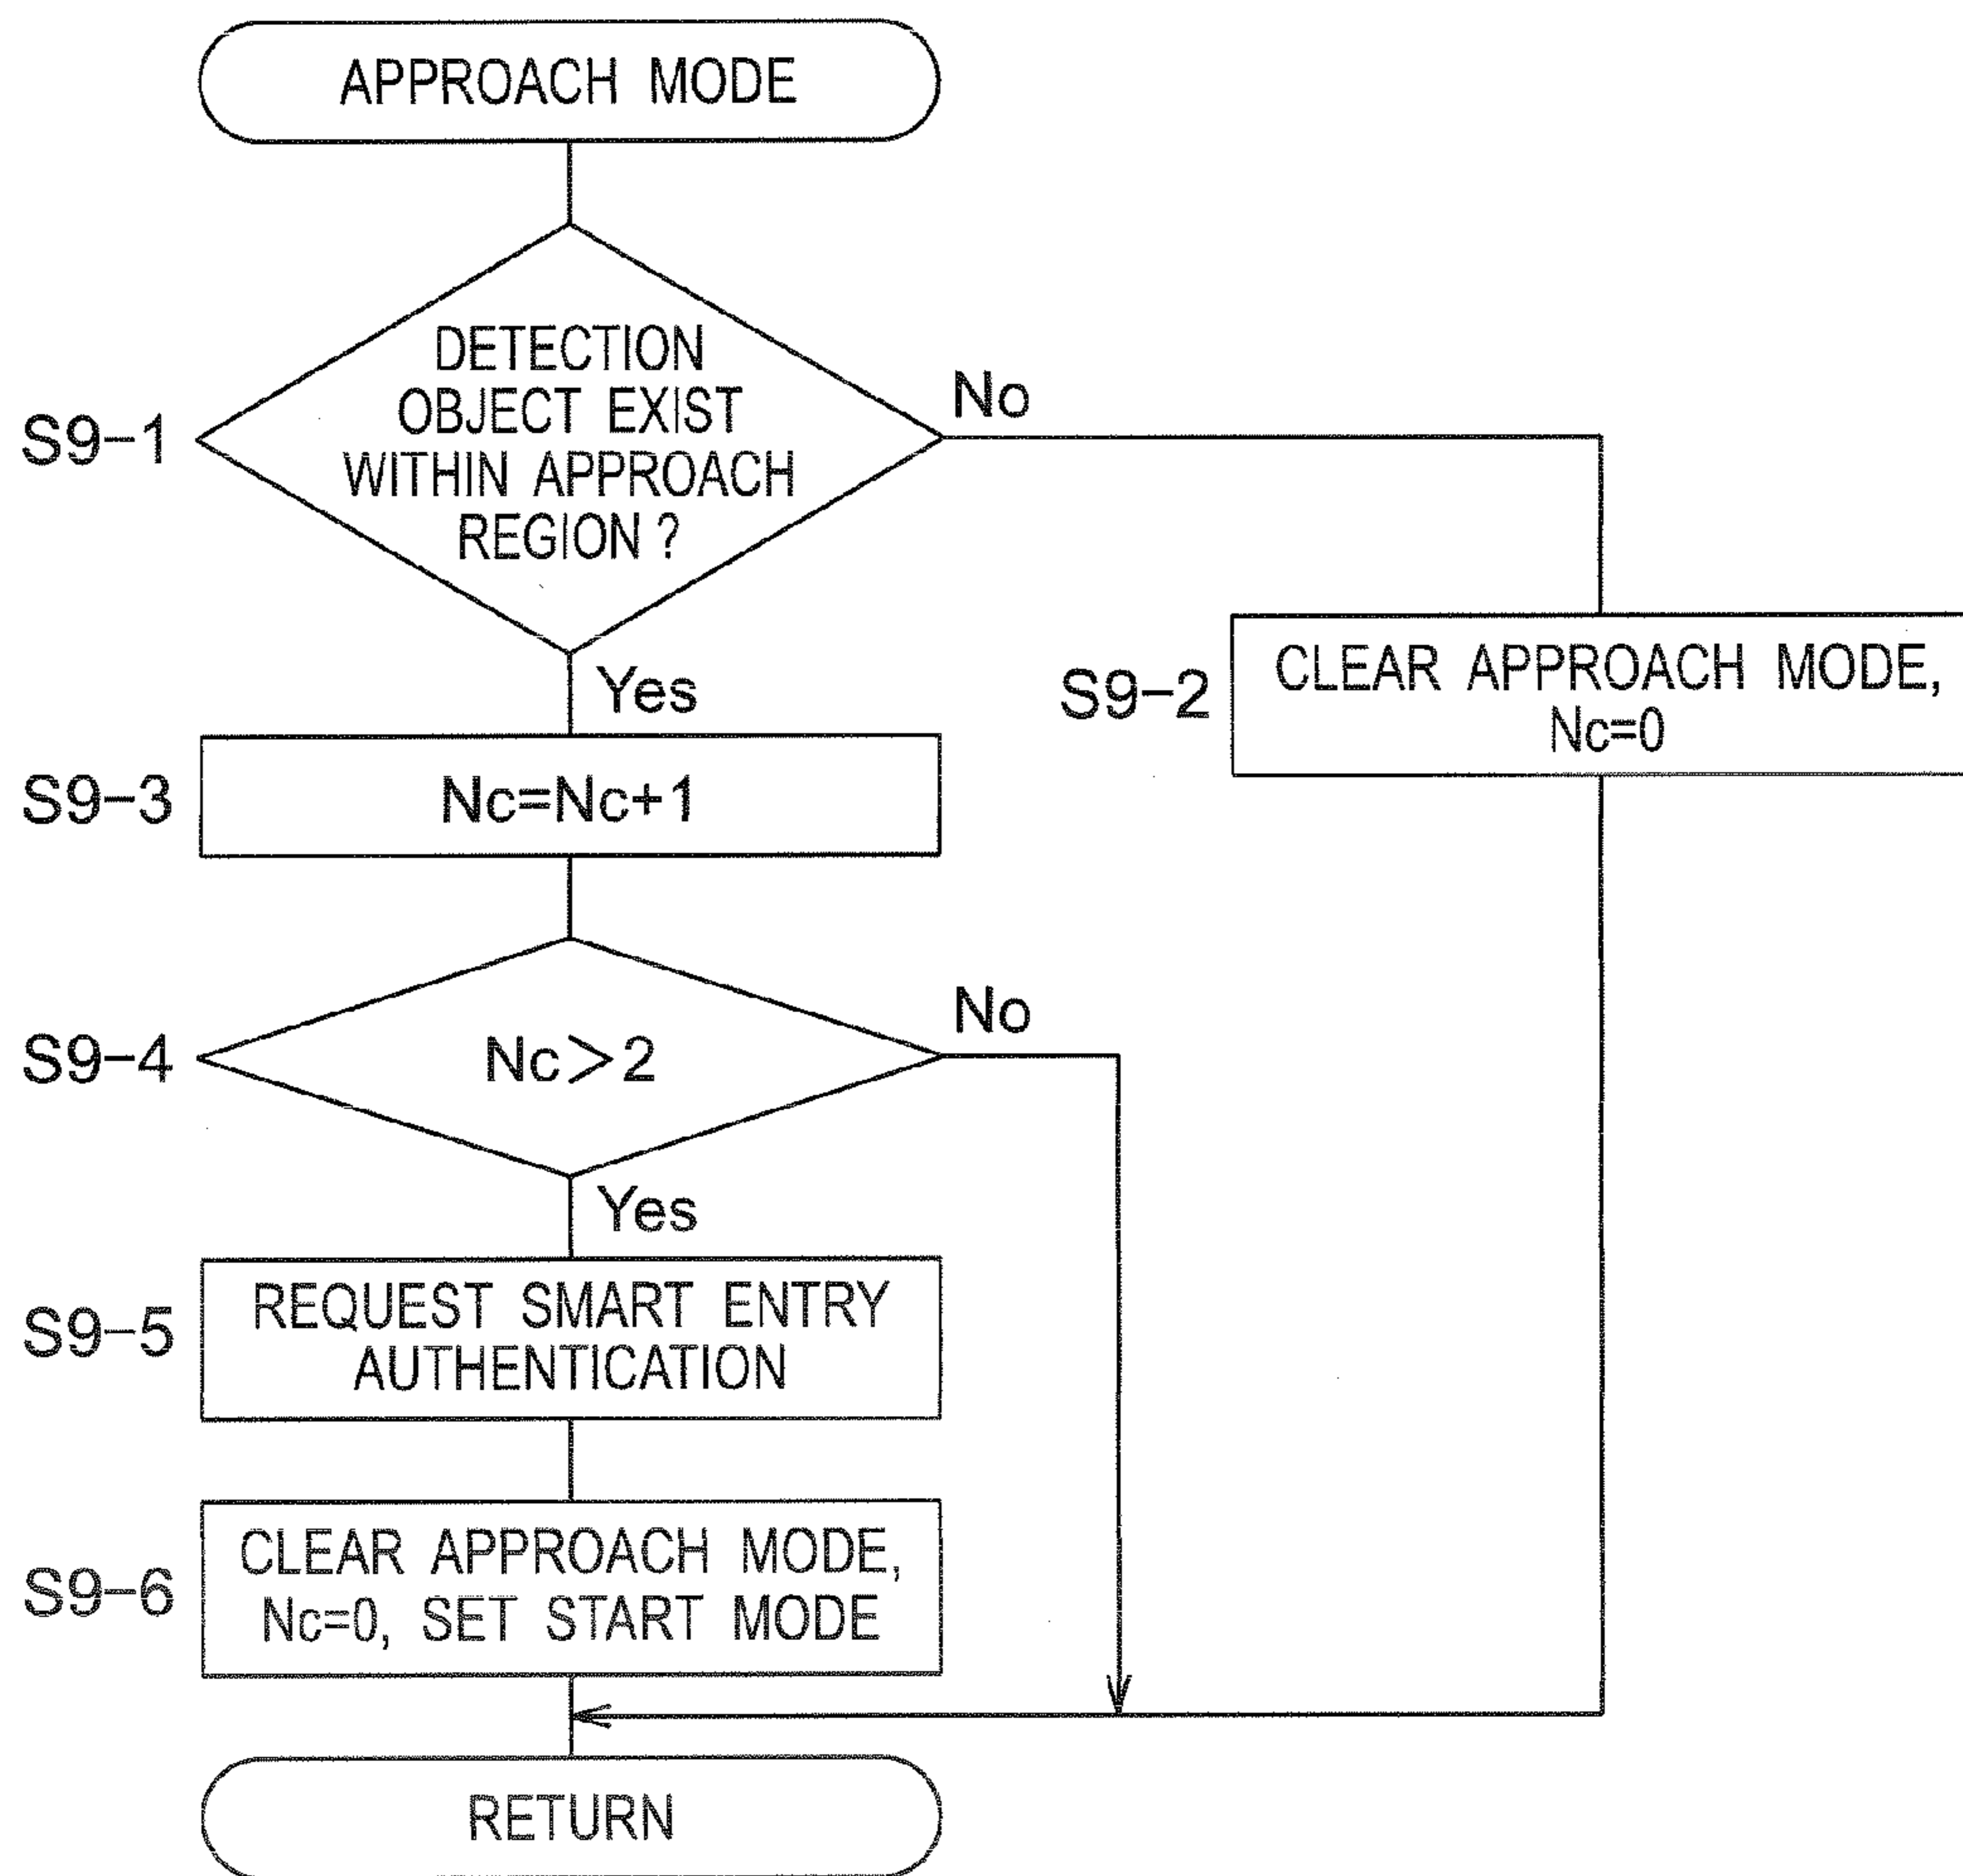 APPROACH MODE
S9-1
DETECTION
OBJECT EXIST
WITHIN APPROACH
REGION ?
No
Yes
S9-2
CLEAR APPROACH MODE,
Nc=0
S9-3
Nc=Nc+1
S9-4
Nc>2
No
Yes
S9-5
REQUEST SMART ENTRY
AUTHENTICATION
S9-6
CLEAR APPROACH MODE,
Nc=0, SET START MODE
RETURN